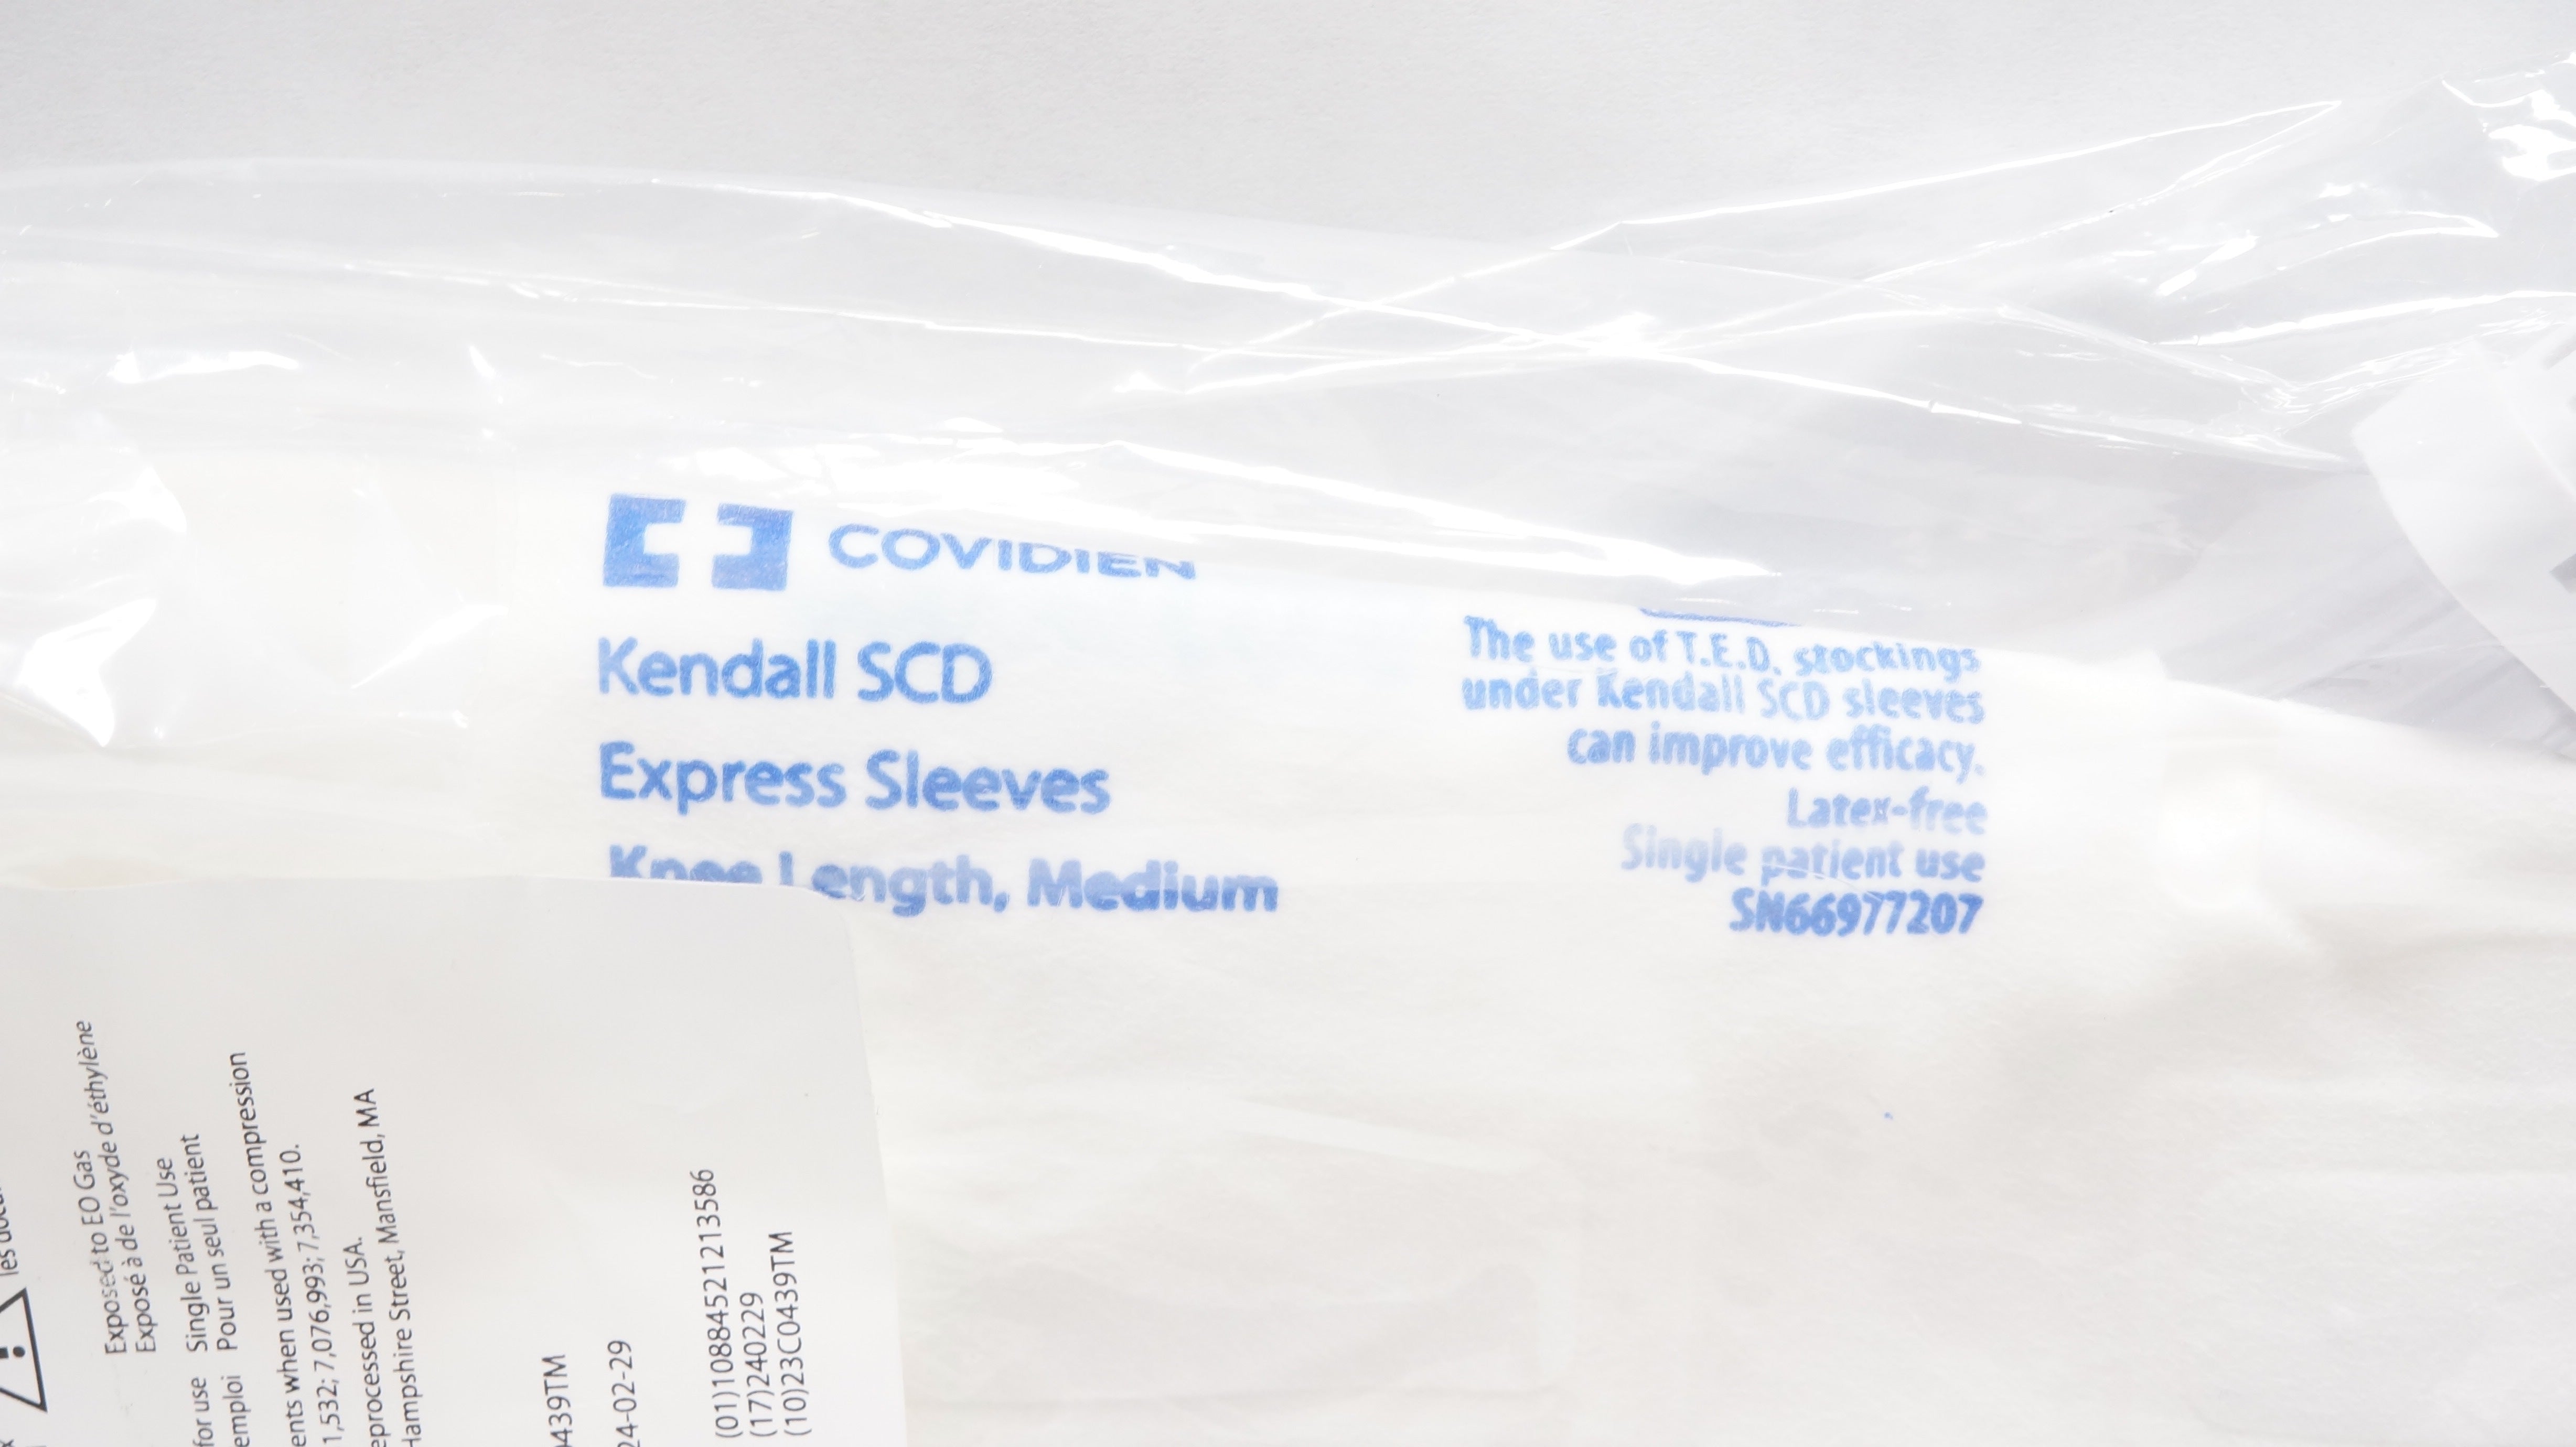 COVIDIEN
Kendall SCD
Express Sleeves
Knee Length, Medium
The use of T.E.D. stockings
under Kendall SCD sleeves
can improve efficacy.
Latex-free
Single patient use
SN66977207
Exposed to EO Gas
Exposé à de l'oxyde d'éthylène
for use Single Patient Use
emploi Pour un seul patient
ents when used with a compression
1,532; 7,076,993; 7,354,410.
eprocessed in USA.
Hampshire Street, Mansfield, MA
0439TM
24-02-29
(01)10884521213586
(17)240229
(10)23C0439TM